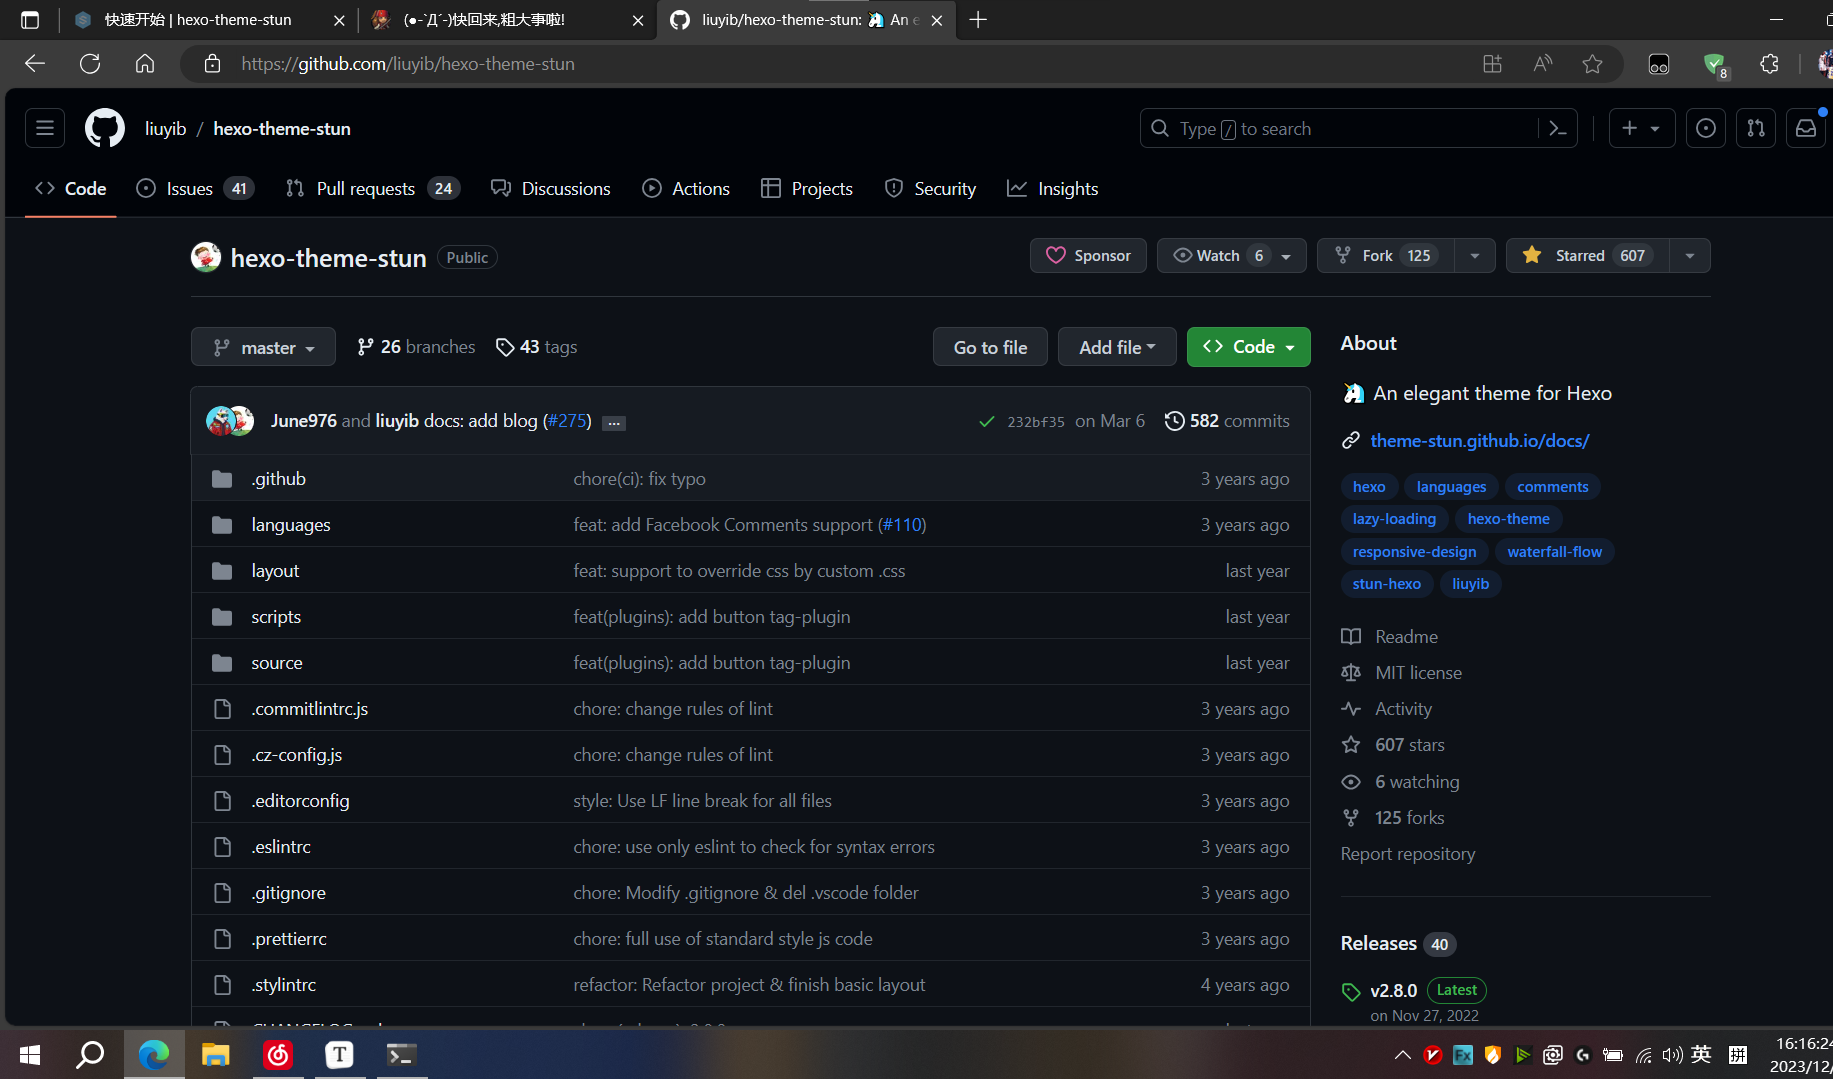 快速开始 | hexo-theme-stun
(●-`Д´-)快回来,粗大事啦!
liuyib/hexo-theme-stun: 🦄 An e
https://github.com/liuyib/hexo-theme-stun
8
liuyib / hexo-theme-stun
Type / to search
Code
Issues 41
Pull requests 24
Discussions
Actions
Projects
Security
Insights
hexo-theme-stun Public
Sponsor
Watch 6
Fork 125
Starred 607
master
26 branches
43 tags
Go to file
Add file
Code
June976 and liuyib docs: add blog (#275) ...
232bf35 on Mar 6
582 commits
.github chore(ci): fix typo 3 years ago
languages feat: add Facebook Comments support (#110) 3 years ago
layout feat: support to override css by custom .css last year
scripts feat(plugins): add button tag-plugin last year
source feat(plugins): add button tag-plugin last year
.commitlintrc.js chore: change rules of lint 3 years ago
.cz-config.js chore: change rules of lint 3 years ago
.editorconfig style: Use LF line break for all files 3 years ago
.eslintrc chore: use only eslint to check for syntax errors 3 years ago
.gitignore chore: Modify .gitignore & del .vscode folder 3 years ago
.prettierrc chore: full use of standard style js code 3 years ago
.stylintrc refactor: Refactor project & finish basic layout 4 years ago
About
🦄 An elegant theme for Hexo
theme-stun.github.io/docs/
hexo languages comments
lazy-loading hexo-theme
responsive-design waterfall-flow
stun-hexo liuyib
Readme
MIT license
Activity
607 stars
6 watching
125 forks
Report repository
Releases 40
v2.8.0 Latest
on Nov 27, 2022
T
Fx
英
拼
16:16:24
2023/12/